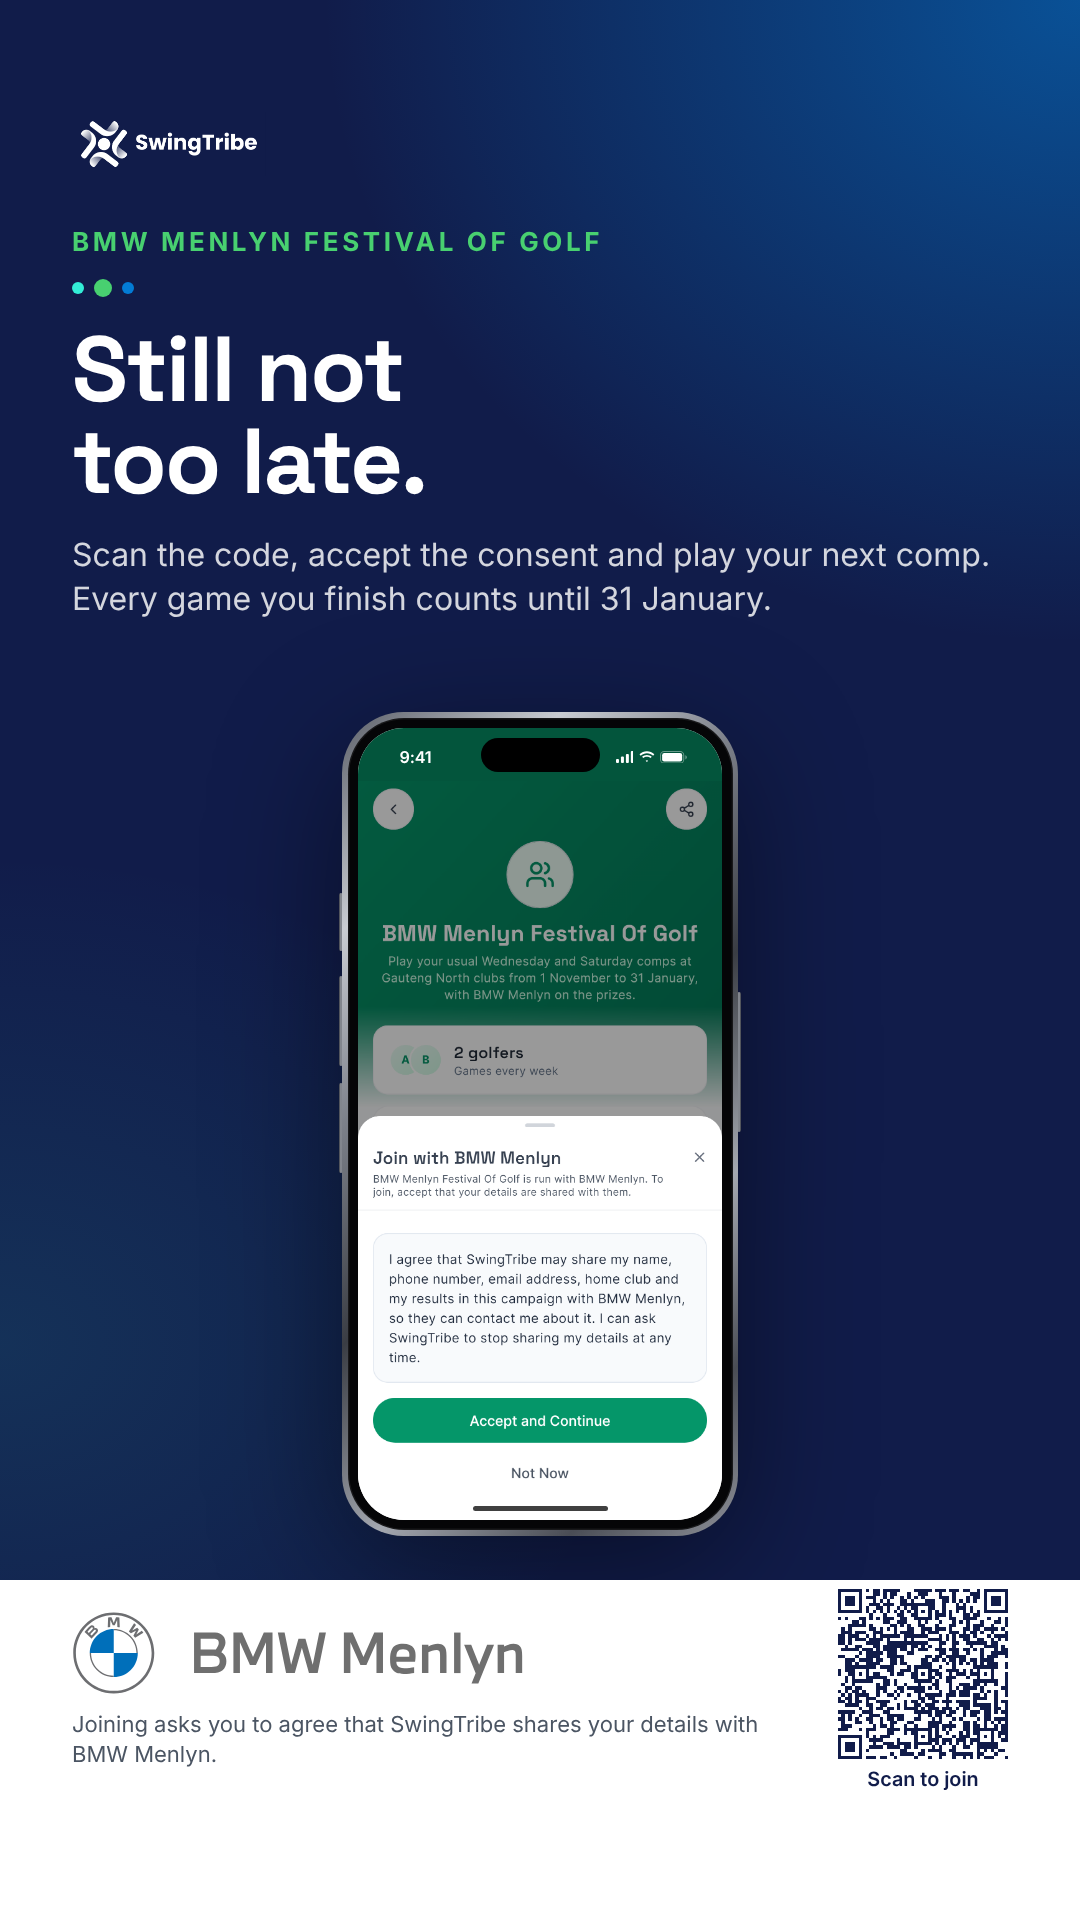 SwingTribe
BMW MENLYN FESTIVAL OF GOLF
Still not
too late.
Scan the code, accept the consent and play your next comp.
Every game you finish counts until 31 January.
9:41
BMW Menlyn Festival Of Golf
Play your usual Wednesday and Saturday comps at
Gauteng North clubs from 1 November to 31 January,
with BMW Menlyn on the prizes.
A B
2 golfers
Games every week
Join with BMW Menlyn
BMW Menlyn Festival Of Golf is run with BMW Menlyn. To
join, accept that your details are shared with them.
I agree that SwingTribe may share my name,
phone number, email address, home club and
my results in this campaign with BMW Menlyn,
so they can contact me about it. I can ask
SwingTribe to stop sharing my details at any
time.
Accept and Continue
Not Now
BMW
BMW Menlyn
Joining asks you to agree that SwingTribe shares your details with
BMW Menlyn.
Scan to join